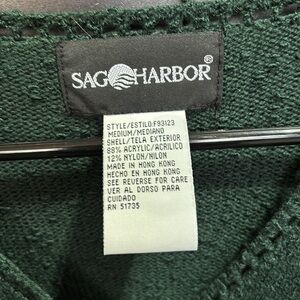 SAG HARBOR®
STYLE/ESTILO:F93123
MEDIUM/MEDIANO
SHELL/TELA EXTERIOR
88% ACRYLIC/ACRILICO
12% NYLON/NILON
MADE IN HONG KONG
HECHO EN HONG KONG
SEE REVERSE FOR CARE
VER AL DORSO PARA
CUIDADO
RN 51735